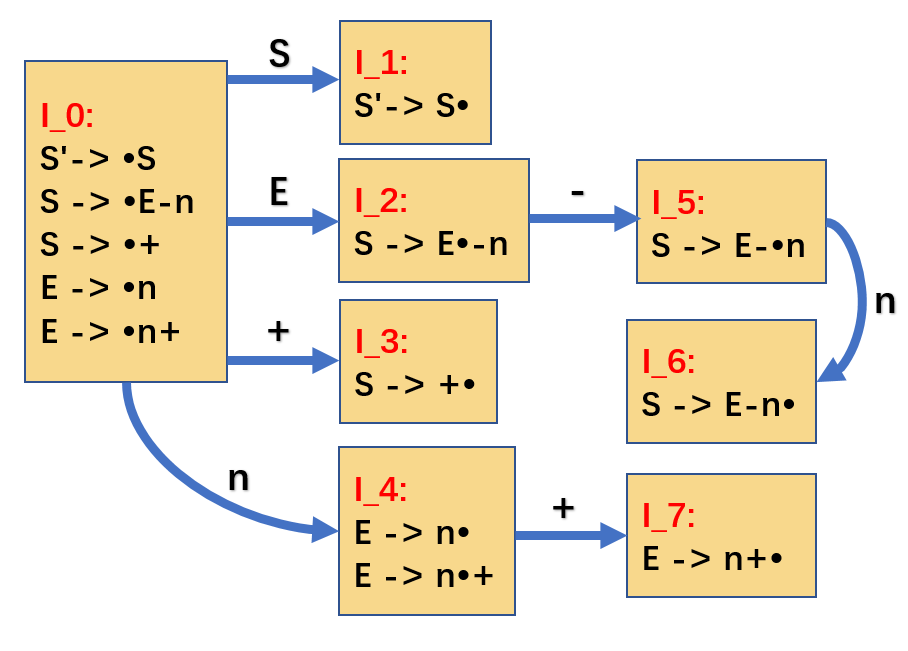 I_0:
S'-> •S
S -> •E-n
S -> •+
E -> •n
E -> •n+
S
I_1:
S'-> S•
E
I_2:
S -> E•-n
-
I_5:
S -> E-•n
n
+
I_3:
S -> +•
I_6:
S -> E-n•
n
I_4:
E -> n•
E -> n•+
+
I_7:
E -> n+•